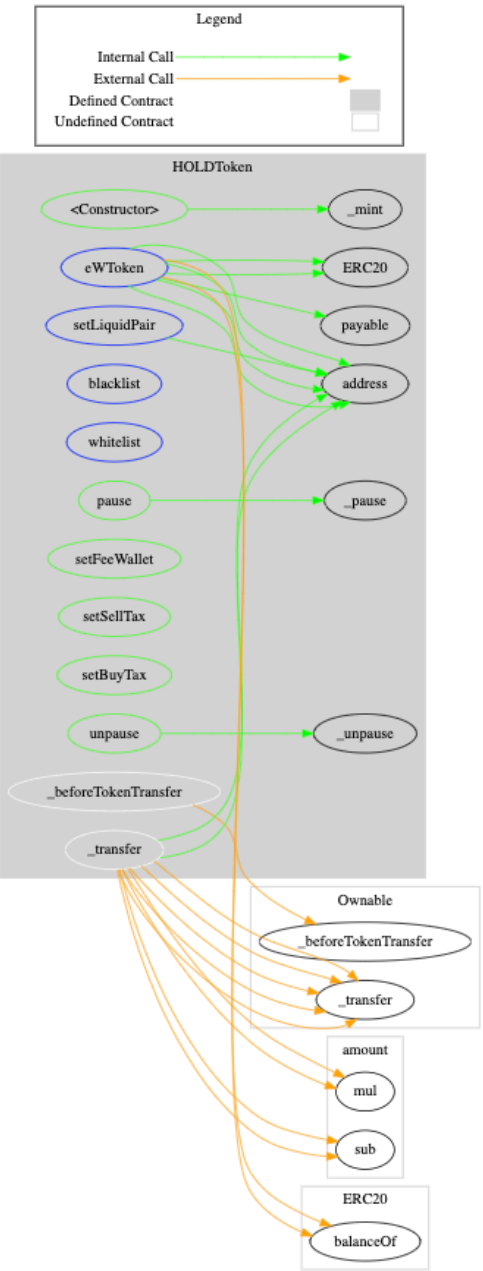 Legend
Internal Call
External Call
Defined Contract
Undefined Contract
HOLDToken
<Constructor>
_mint
eWToken
ERC20
setLiquidPair
payable
blacklist
address
whitelist
pause
_pause
setFeeWallet
setSellTax
setBuyTax
unpause
_unpause
_beforeTokenTransfer
_transfer
Ownable
_beforeTokenTransfer
_transfer
amount
mul
sub
ERC20
balanceOf